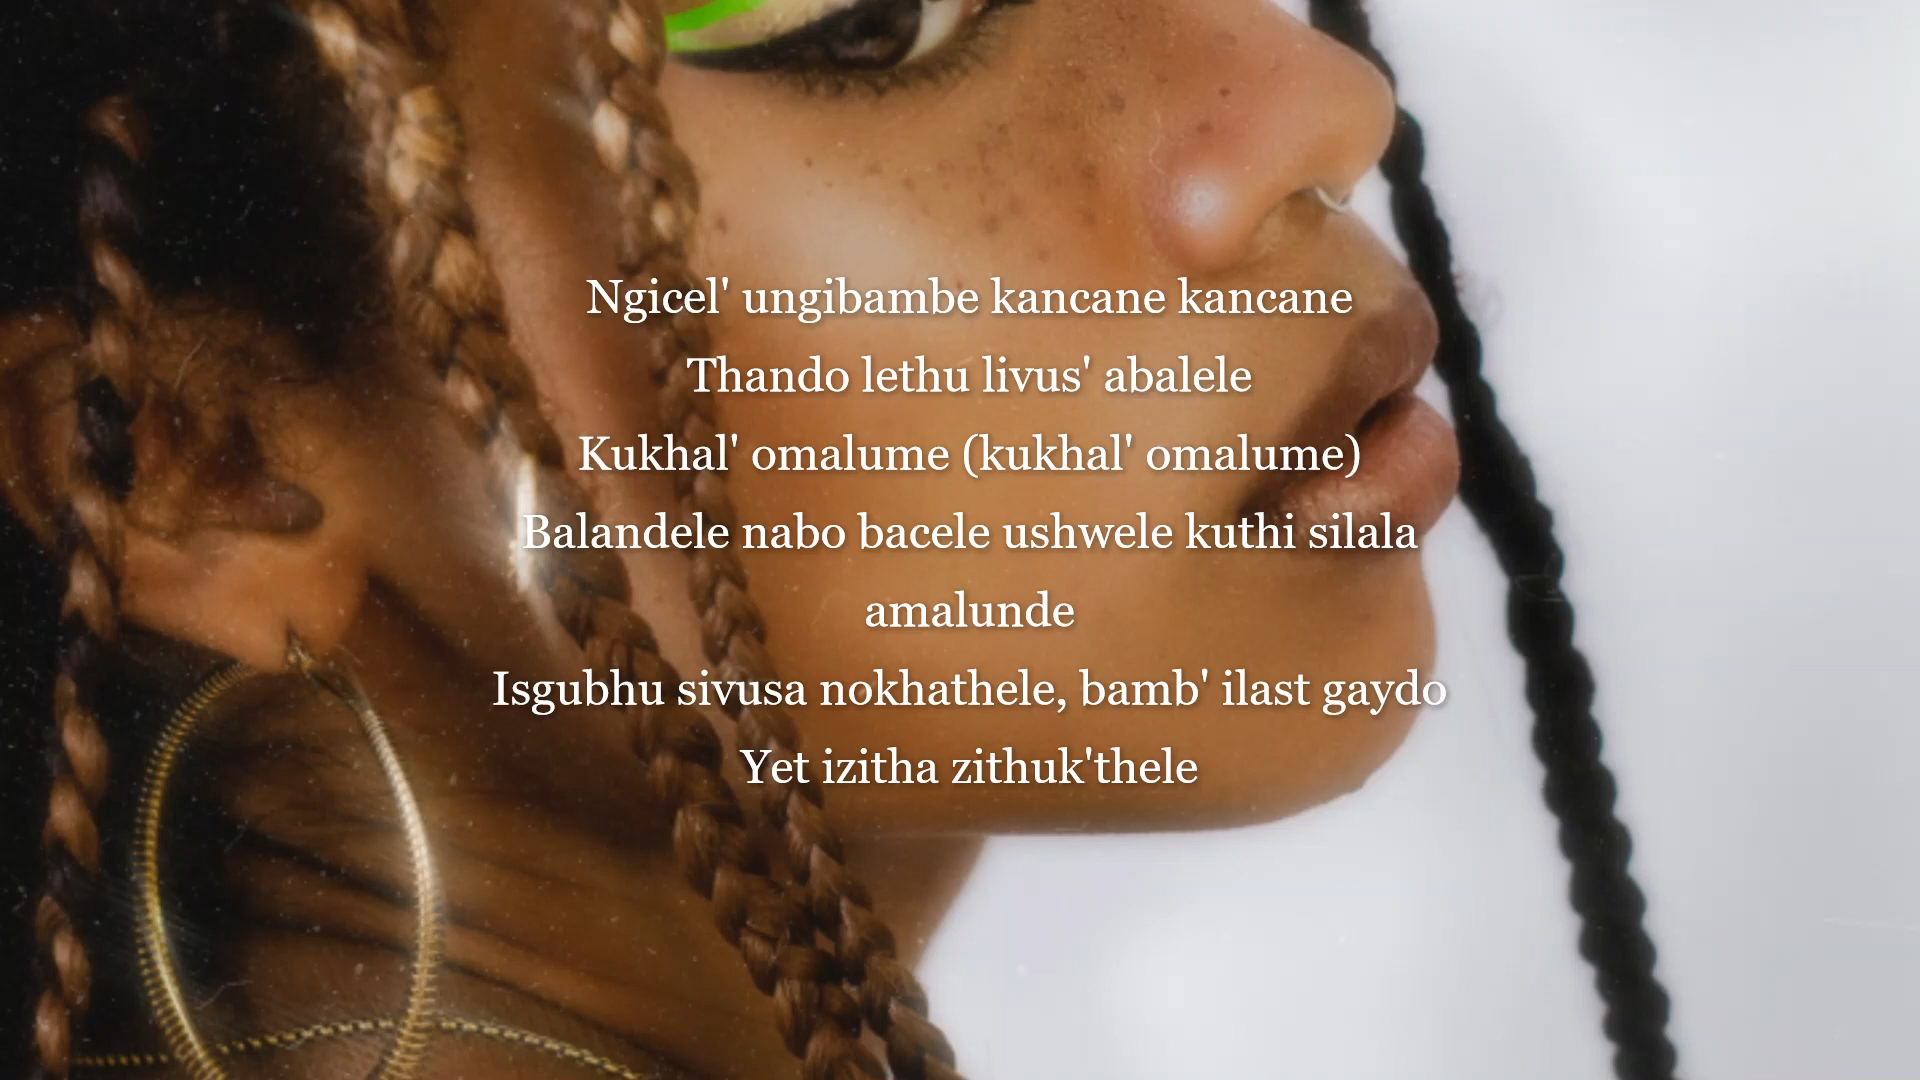 Ngicel' ungibambe kancane kancane
Thando lethu livus' abalele
Kukhal' omalume (kukhal' omalume)
Balandele nabo bacele ushwele kuthi silala
amalunde
Isgubhu sivusa nokhathele, bamb' ilast gaydo
Yet izitha zithuk'thele